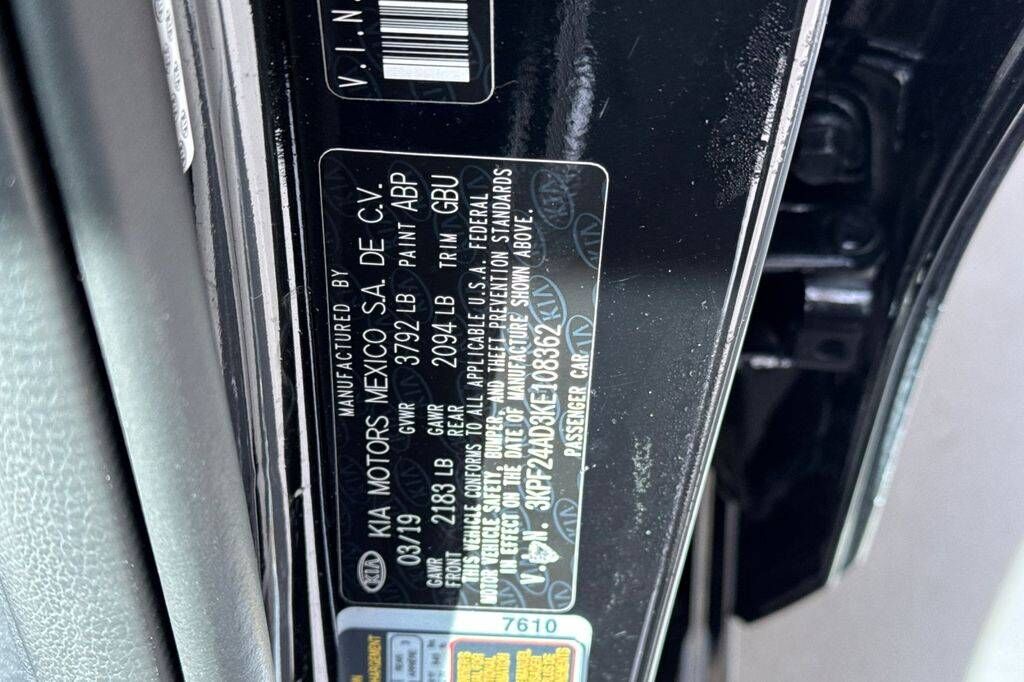 V.I.N.
MANUFACTURED BY
KIA KIA MOTORS MEXICO S.A. DE C.V.
03/19 GVWR 3792 LB PAINT ABP
GAWR FRONT 2183 LB GAWR REAR 2094 LB TRIM GBU
THIS VEHICLE CONFORMS TO ALL APPLICABLE U.S.A. FEDERAL
MOTOR VEHICLE SAFETY, BUMPER, AND THEFT PREVENTION STANDARDS
IN EFFECT ON THE DATE OF MANUFACTURE SHOWN ABOVE.
V.I.N. 3KPF24AD3KE108362
PASSENGER CAR
7610